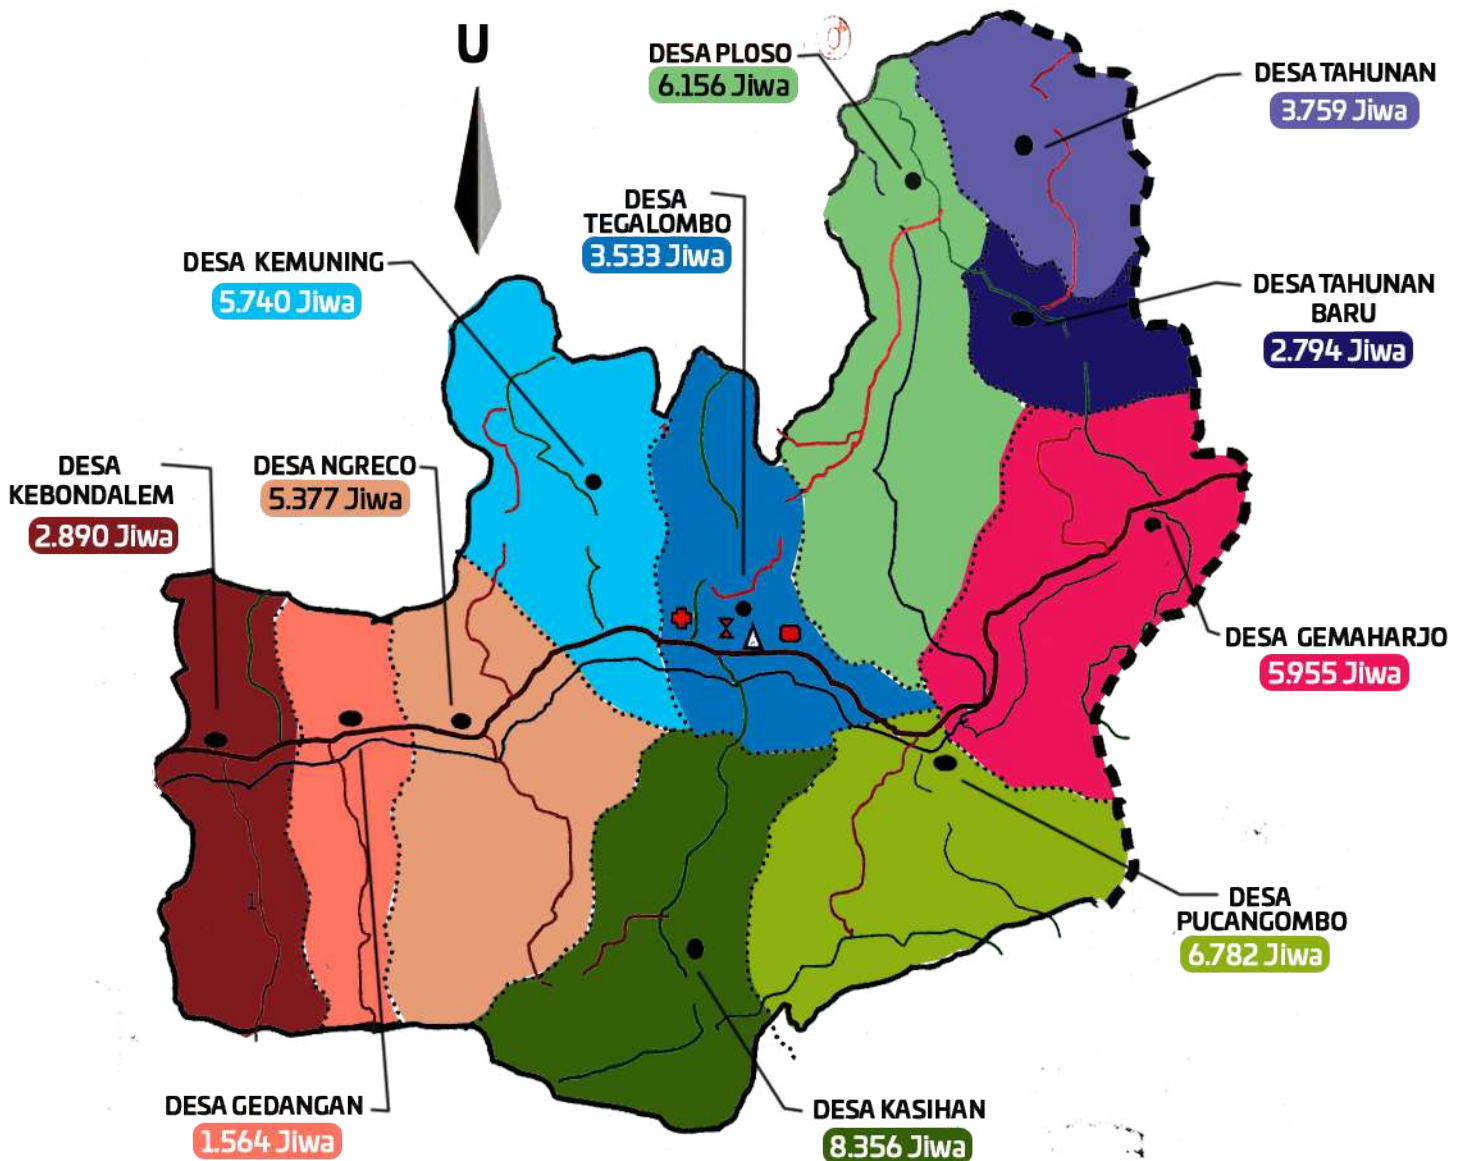 U
DESA PLOSO
6.156 Jiwa
DESA TAHUNAN
3.759 Jiwa
DESA
TEGALOMBO
3.533 Jiwa
DESA KEMUNING
5.740 Jiwa
DESA TAHUNAN
BARU
2.794 Jiwa
DESA
KEBONDALEM
2.890 Jiwa
DESA NGRECO
5.377 Jiwa
DESA GEMAHARJO
5.955 Jiwa
DESA
PUCANGOMBO
6.782 Jiwa
DESA GEDANGAN
1.564 Jiwa
DESA KASIHAN
8.356 Jiwa